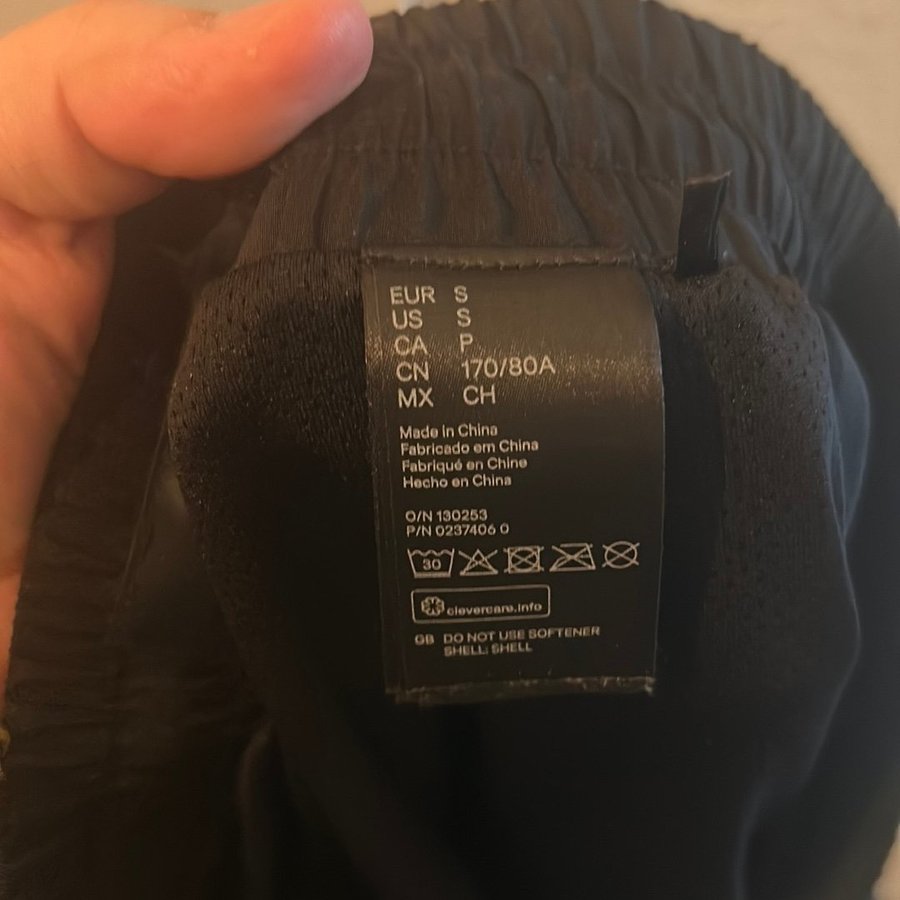 EUR S
US S
CA P
CN 170/80A
MX CH
Made in China
Fabricado em China
Fabriqué en Chine
Hecho en China
O/N 130253
P/N 0237406 0
30
clevercare.info
GB DO NOT USE SOFTENER
SHELL: SHELL